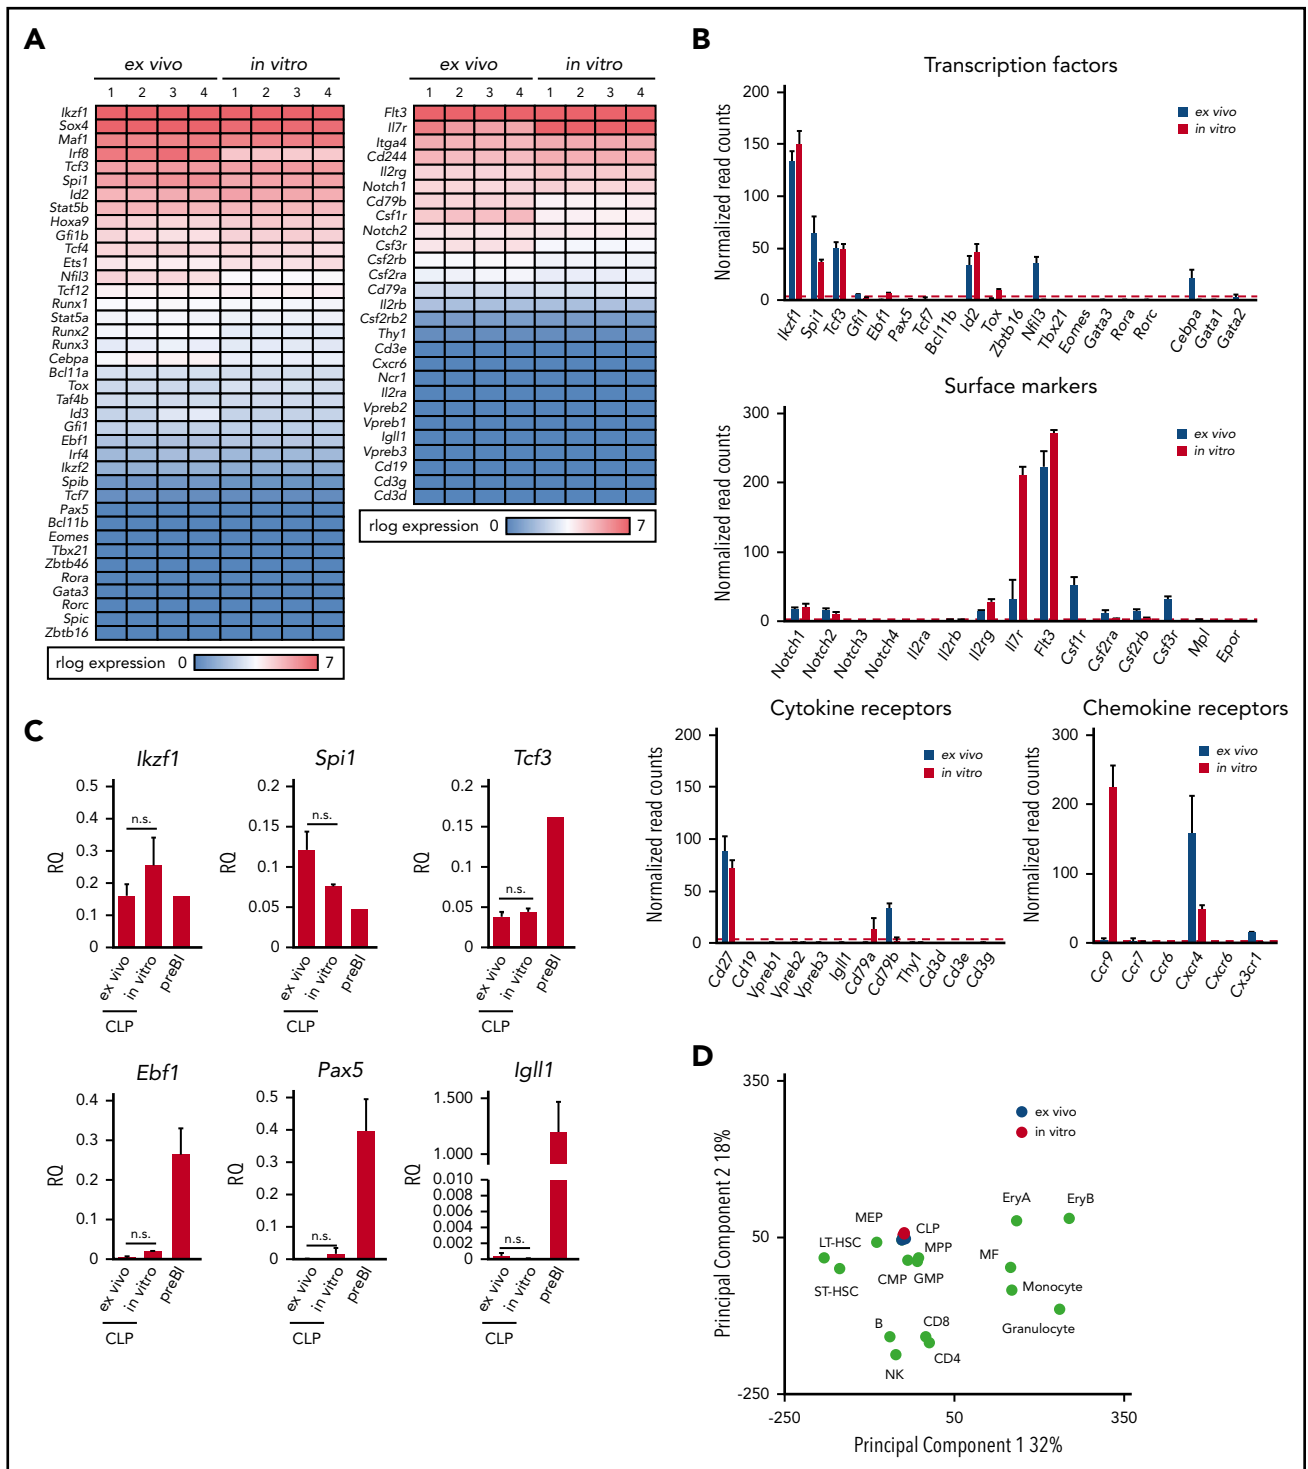 A
ex vivo in vitro
1 2 3 4 1 2 3 4
Ikzf1
Sox4
Maf1
Irf8
Tcf3
Spi1
Id2
Stat5b
Hoxa9
Gfi1b
Tcf4
Ets1
Nfil3
Tcf12
Runx1
Stat5a
Runx2
Runx3
Cebpa
Bcl11a
Tox
Taf4b
Id3
Gfi1
Ebf1
Irf4
Ikzf2
Spib
Tcf7
Pax5
Bcl11b
Eomes
Tbx21
Zbtb46
Rora
Gata3
Rorc
Spic
Zbtb16
rlog expression 0 7
ex vivo in vitro
1 2 3 4 1 2 3 4
Flt3
Il7r
Itga4
Cd244
Il2rg
Notch1
Cd79b
Csf1r
Notch2
Csf3r
Csf2rb
Csf2ra
Cd79a
Il2rb
Csf2rb2
Thy1
Cd3e
Cxcr6
Ncr1
Il2ra
Vpreb2
Vpreb1
Igll1
Vpreb3
Cd19
Cd3g
Cd3d
rlog expression 0 7
B
Transcription factors
Normalized read counts
200
150
100
50
0
ex vivo
in vitro
Ikzf1 Spi1 Tcf3 Gfi1 Ebf1 Pax5 Tcf7 Bcl11b Id2 Tox Zbtb16 Nfil3 Tbx21 Eomes Gata3 Rora Rorc Cebpa Gata1 Gata2
Surface markers
Normalized read counts
300
200
100
0
ex vivo
in vitro
Notch1 Notch2 Notch3 Notch4 Il2ra Il2rb Il2rg Il7r Flt3 Csf1r Csf2ra Csf2rb Csf3r Mpl Epor
Cytokine receptors
Normalized read counts
200
150
100
50
0
ex vivo
in vitro
Cd27 Cd19 Vpreb1 Vpreb2 Vpreb3 Igll1 Cd79a Cd79b Thy1 Cd3d Cd3e Cd3g
Chemokine receptors
Normalized read counts
300
200
100
0
ex vivo
in vitro
Ccr9 Ccr7 Ccr6 Cxcr4 Cxcr6 Cx3cr1
C
Ikzf1
RQ
0.5
0.4
0.3
0.2
0.1
0
n.s.
ex vivo in vitro preBI
CLP
Spi1
RQ
0.2
0.15
0.1
0.05
0
n.s.
ex vivo in vitro preBI
CLP
Tcf3
RQ
0.2
0.15
0.1
0.05
0
n.s.
ex vivo in vitro preBI
CLP
Ebf1
RQ
0.4
0.3
0.2
0.1
0
n.s.
ex vivo in vitro preBI
CLP
Pax5
RQ
0.5
0.4
0.3
0.2
0.1
0
n.s.
ex vivo in vitro preBI
CLP
Igll1
RQ
1.500
1.000
0.010
0.008
0.006
0.004
0.002
0.000
n.s.
ex vivo in vitro preBI
CLP
D
Principal Component 2 18%
350
50
-250
ex vivo
in vitro
EryA EryB
MEP CLP
LT-HSC MPP MF
ST-HSC CMP GMP Monocyte
Granulocyte
B CD8
NK CD4
-250 50 350
Principal Component 1 32%